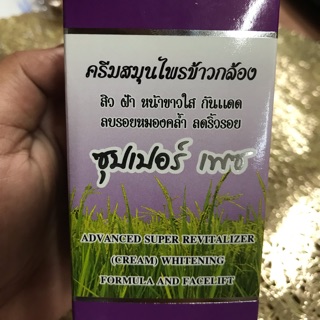 ครีมสมุนไพรข้าวกล้อง
สิว ฝ้า หน้าขาวใส กันแดด
ลบรอยหมองคล้ำ ลดริ้วรอย
ซุปเปอร์ เพซ
ADVANCED SUPER REVITALIZER
(CREAM) WHITENING
FORMULA AND FACELIFT